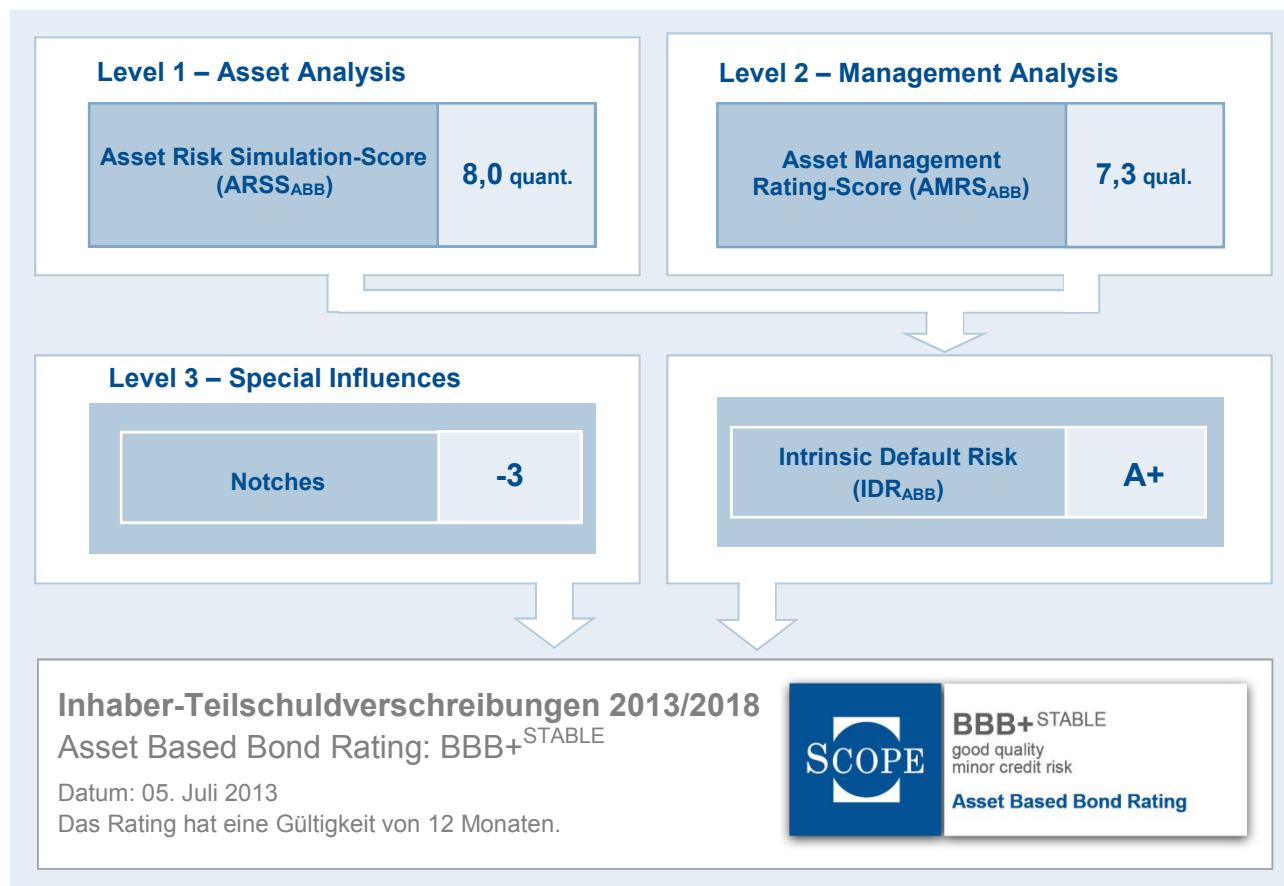 Level 1 – Asset Analysis
Asset Risk Simulation-Score
(ARSSABB)
8,0 quant.
Level 2 – Management Analysis
Asset Management
Rating-Score (AMRSABB)
7,3 qual.
Level 3 – Special Influences
Notches
-3
Intrinsic Default Risk
(IDRABB)
A+
Inhaber-Teilschuldverschreibungen 2013/2018
Asset Based Bond Rating: BBB+STABLE
Datum: 05. Juli 2013
Das Rating hat eine Gültigkeit von 12 Monaten.
SCOPE
BBB+STABLE
good quality
minor credit risk
Asset Based Bond Rating